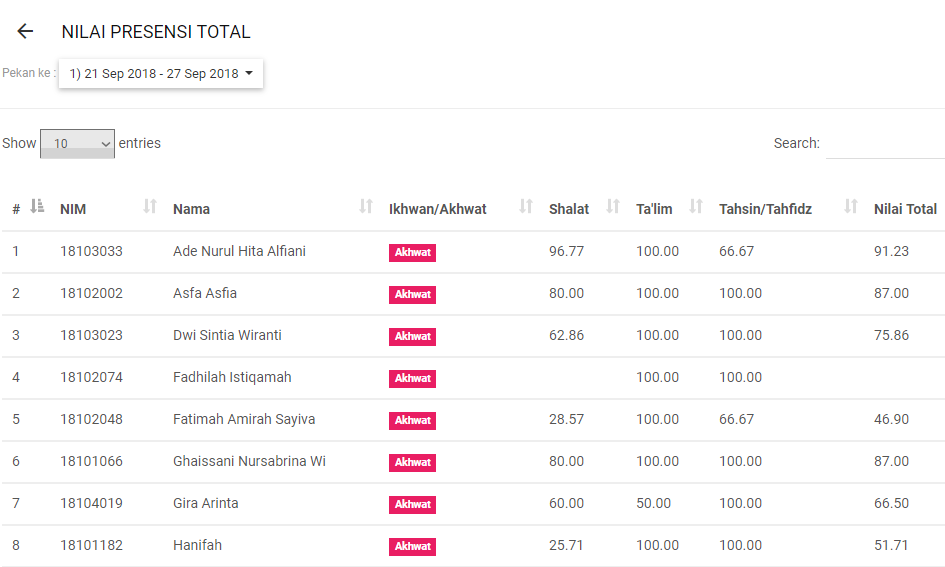 NILAI PRESENSI TOTAL
Pekan ke : 1) 21 Sep 2018 - 27 Sep 2018
Show 10 entries Search:
# NIM Nama Ikhwan/Akhwat Shalat Ta'lim Tahsin/Tahfidz Nilai Total
1 18103033 Ade Nurul Hita Alfiani Akhwat 96.77 100.00 66.67 91.23
2 18102002 Asfa Asfia Akhwat 80.00 100.00 100.00 87.00
3 18103023 Dwi Sintia Wiranti Akhwat 62.86 100.00 100.00 75.86
4 18102074 Fadhilah Istiqamah Akhwat 100.00 100.00
5 18102048 Fatimah Amirah Sayiva Akhwat 28.57 100.00 66.67 46.90
6 18101066 Ghaissani Nursabrina Wi Akhwat 80.00 100.00 100.00 87.00
7 18104019 Gira Arinta Akhwat 60.00 50.00 100.00 66.50
8 18101182 Hanifah Akhwat 25.71 100.00 100.00 51.71